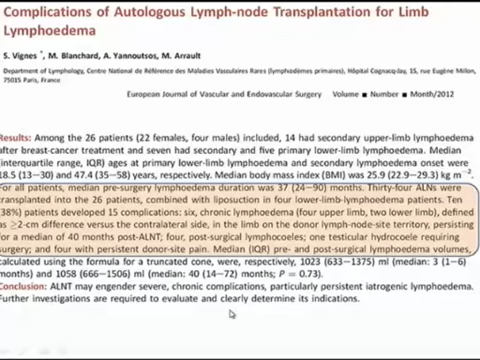 Complications of Autologous Lymph-node Transplantation for Limb
Lymphoedema
S. Vignes *, M. Blanchard, A. Yannoutsos, M. Arrault
Department of Lymphology, Centre National de Référence des Maladies Vasculaires Rares (lymphœdèmes primaires), Hôpital Cognacq-Jay, 15, rue Eugène Millon,
75015 Paris, France
European Journal of Vascular and Endovascular Surgery Volume ■ Number ■ Month/2012
Results: Among the 26 patients (22 females, four males) included, 14 had secondary upper-limb lymphoedema
after breast-cancer treatment and seven had secondary and five primary lower-limb lymphoedema. Median
(interquartile range, IQR) ages at primary lower-limb lymphoedema and secondary lymphoedema onset were
18.5 (13–30) and 47.4 (35–58) years, respectively. Median body mass index (BMI) was 25.9 (22.9–29.3) kg m⁻².
For all patients, median pre-surgery lymphoedema duration was 37 (24–90) months. Thirty-four ALNs were
transplanted into the 26 patients, combined with liposuction in four lower-limb-lymphoedema patients. Ten
(38%) patients developed 15 complications: six, chronic lymphoedema (four upper limb, two lower limb), defined
as ≥2-cm difference versus the contralateral side, in the limb on the donor lymph-node-site territory, persisting
for a median of 40 months post-ALNT; four, post-surgical lymphoceles; one testicular hydrocele requiring
surgery; and four with persistent donor-site pain. Median (IQR) pre- and post-surgical lymphoedema volumes,
calculated using the formula for a truncated cone, were, respectively, 1023 (633–1375) ml (median: 3 (1–6)
months) and 1058 (666–1506) ml (median: 40 (14–72) months; P = 0.73).
Conclusion: ALNT may engender severe, chronic complications, particularly persistent iatrogenic lymphoedema.
Further investigations are required to evaluate and clearly determine its indications.